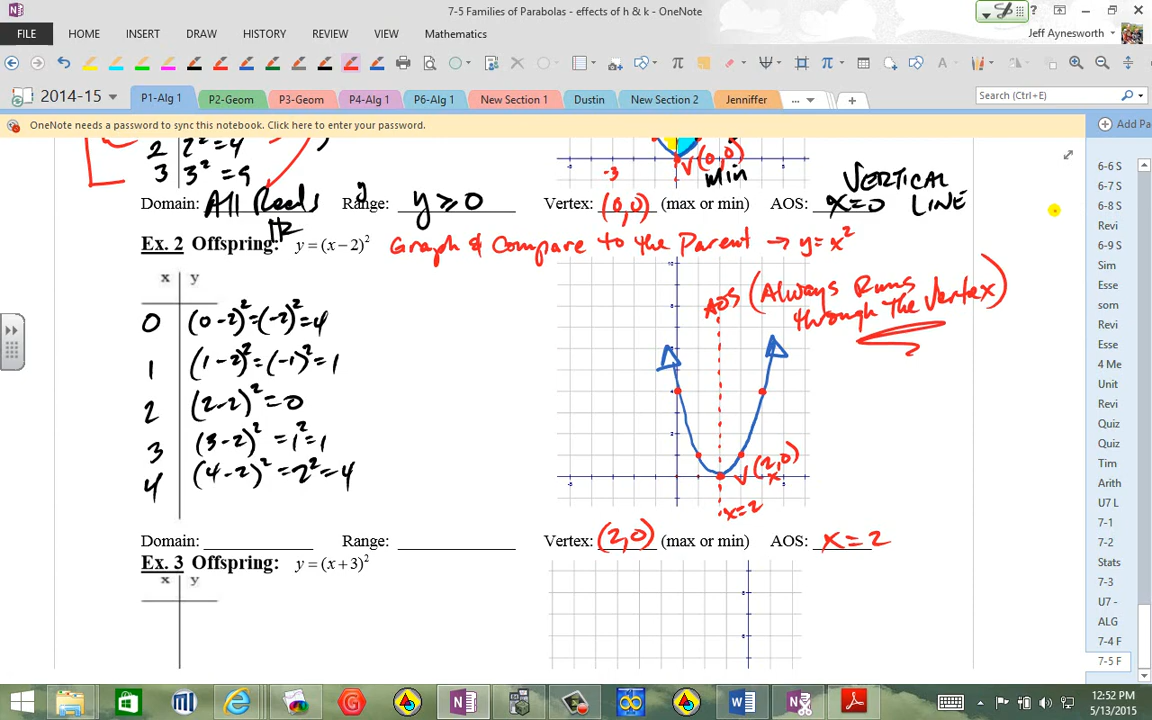 7-5 Families of Parabolas - effects of h & k - OneNote
FILE HOME INSERT DRAW HISTORY REVIEW VIEW Mathematics Jeff Aynesworth
2014-15 P1-Alg 1 P2-Geom P3-Geom P4-Alg 1 P6-Alg 1 New Section 1 Dustin New Section 2 Jennifer ... Search (Ctrl+E)
OneNote needs a password to sync this notebook. Click here to enter your password.
Add Pa
2 2²=4
3 3²=9
V(0,0)
-3
min
VERTICAL LINE
Domain: All Reals Range: y≥0 Vertex: (0,0) (max or min) AOS: x=0
ℝ
y
Ex. 2 Offspring: y=(x−2)² Graph & Compare to the Parent → y=x²
x y
0 (0-2)²=(-2)²=4
1 (1-2)²=(-1)²=1
2 (2-2)²=0
3 (3-2)²=1²=1
4 (4-2)²=2²=4
AOS (Always Runs
through The Vertex)
V(2,0)
x
x=2
Domain: Range: Vertex: (2,0) (max or min) AOS: x=2
Ex. 3 Offspring: y=(x+3)²
x y
6-6 S
6-7 S
6-8 S
Revi
6-9 S
Sim
Esse
som
Revi
Esse
4 Me
Unit
Revi
Quiz
Quiz
Tim
Arith
U7 L
7-1
7-2
Stats
7-3
U7 -
ALG
7-4 F
7-5 F
12:52 PM
5/13/2015